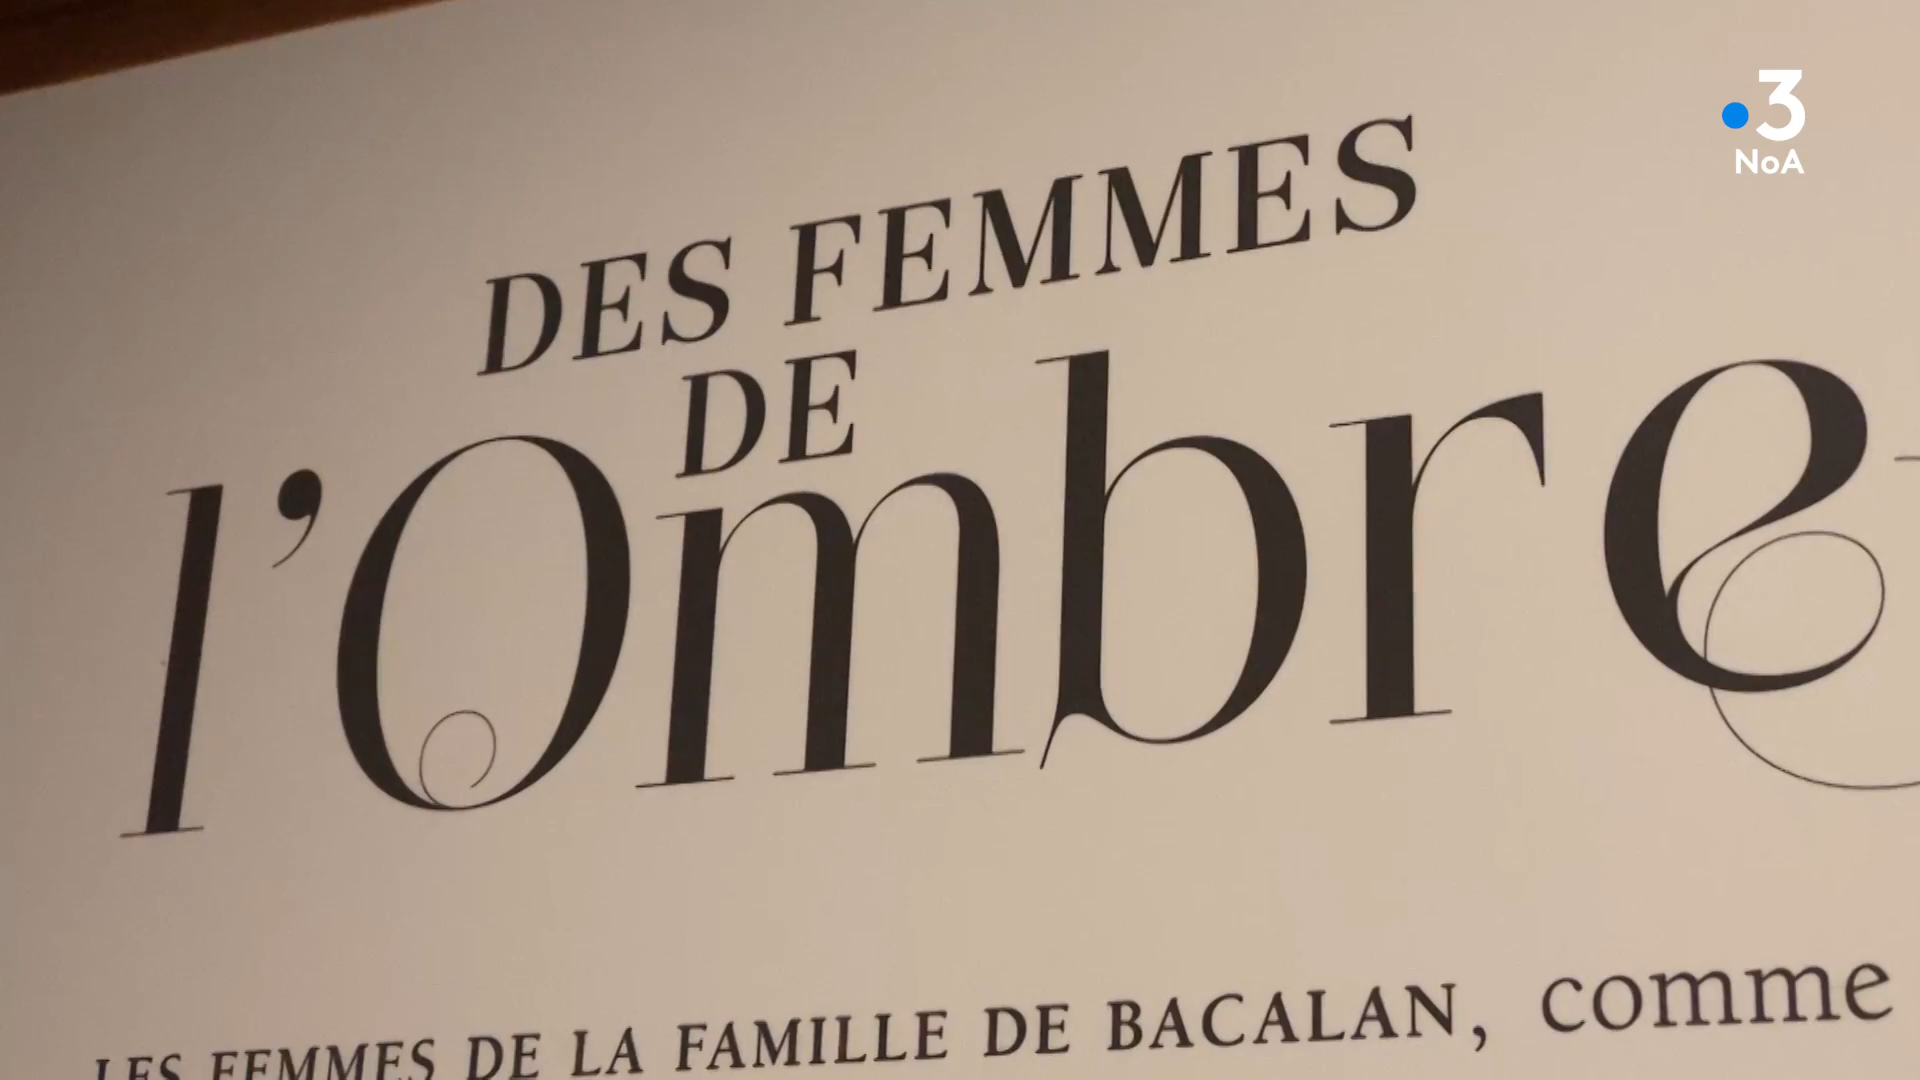 3
NoA
DES FEMMES
DE
l’Ombre
LES FEMMES DE LA FAMILLE DE BACALAN, comme